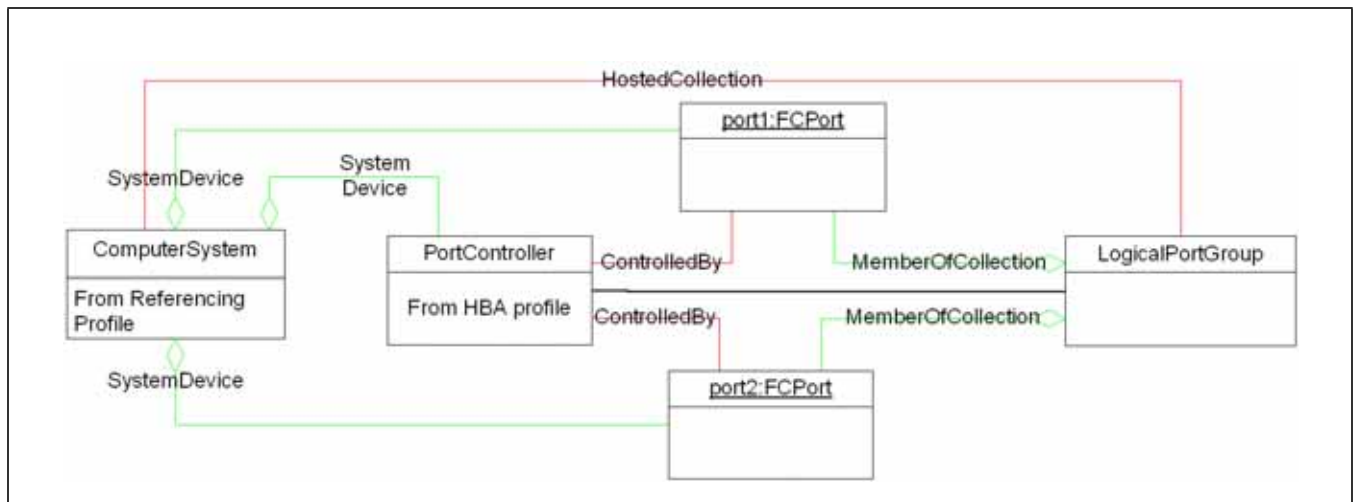 HostedCollection
port1:FCPort
System
Device
SystemDevice
ComputerSystem
From Referencing
Profile
PortController
From HBA profile
ControlledBy
MemberOfCollection
LogicalPortGroup
ControlledBy
MemberOfCollection
SystemDevice
port2:FCPort